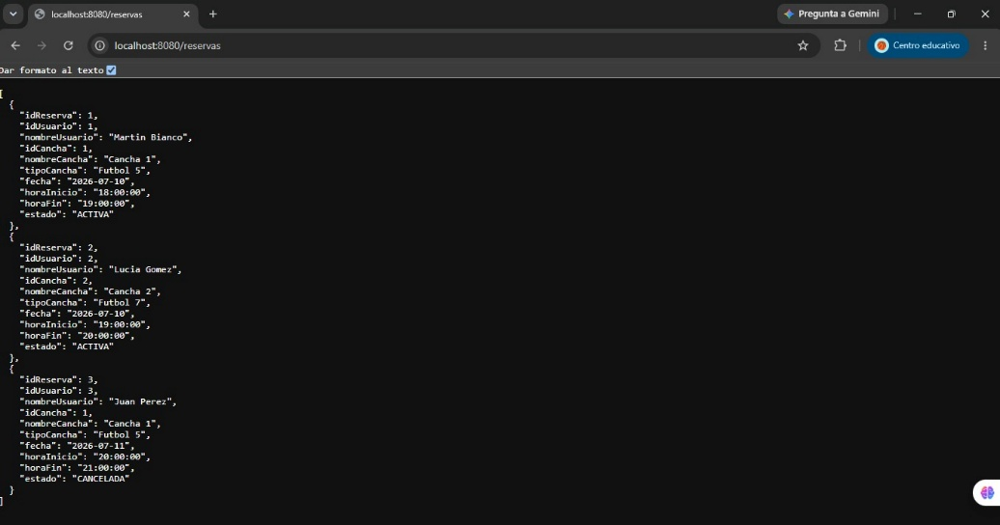 localhost:8080/reservas
Pregunta a Gemini
localhost:8080/reservas
Centro educativo
Dar formato al texto
[
{
"idReserva": 1,
"idUsuario": 1,
"nombreUsuario": "Martin Bianco",
"idCancha": 1,
"nombreCancha": "Cancha 1",
"tipoCancha": "Futbol 5",
"fecha": "2026-07-10",
"horaInicio": "18:00:00",
"horaFin": "19:00:00",
"estado": "ACTIVA"
},
{
"idReserva": 2,
"idUsuario": 2,
"nombreUsuario": "Lucia Gomez",
"idCancha": 2,
"nombreCancha": "Cancha 2",
"tipoCancha": "Futbol 7",
"fecha": "2026-07-10",
"horaInicio": "19:00:00",
"horaFin": "20:00:00",
"estado": "ACTIVA"
},
{
"idReserva": 3,
"idUsuario": 3,
"nombreUsuario": "Juan Perez",
"idCancha": 1,
"nombreCancha": "Cancha 1",
"tipoCancha": "Futbol 5",
"fecha": "2026-07-11",
"horaInicio": "20:00:00",
"horaFin": "21:00:00",
"estado": "CANCELADA"
}
]